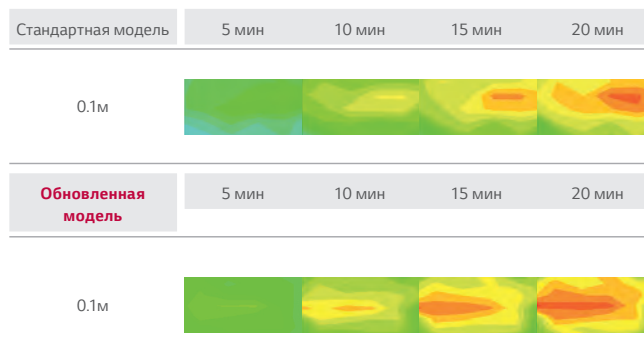 Стандартная модель 5 мин 10 мин 15 мин 20 мин
0.1м
Обновленная модель 5 мин 10 мин 15 мин 20 мин
0.1м